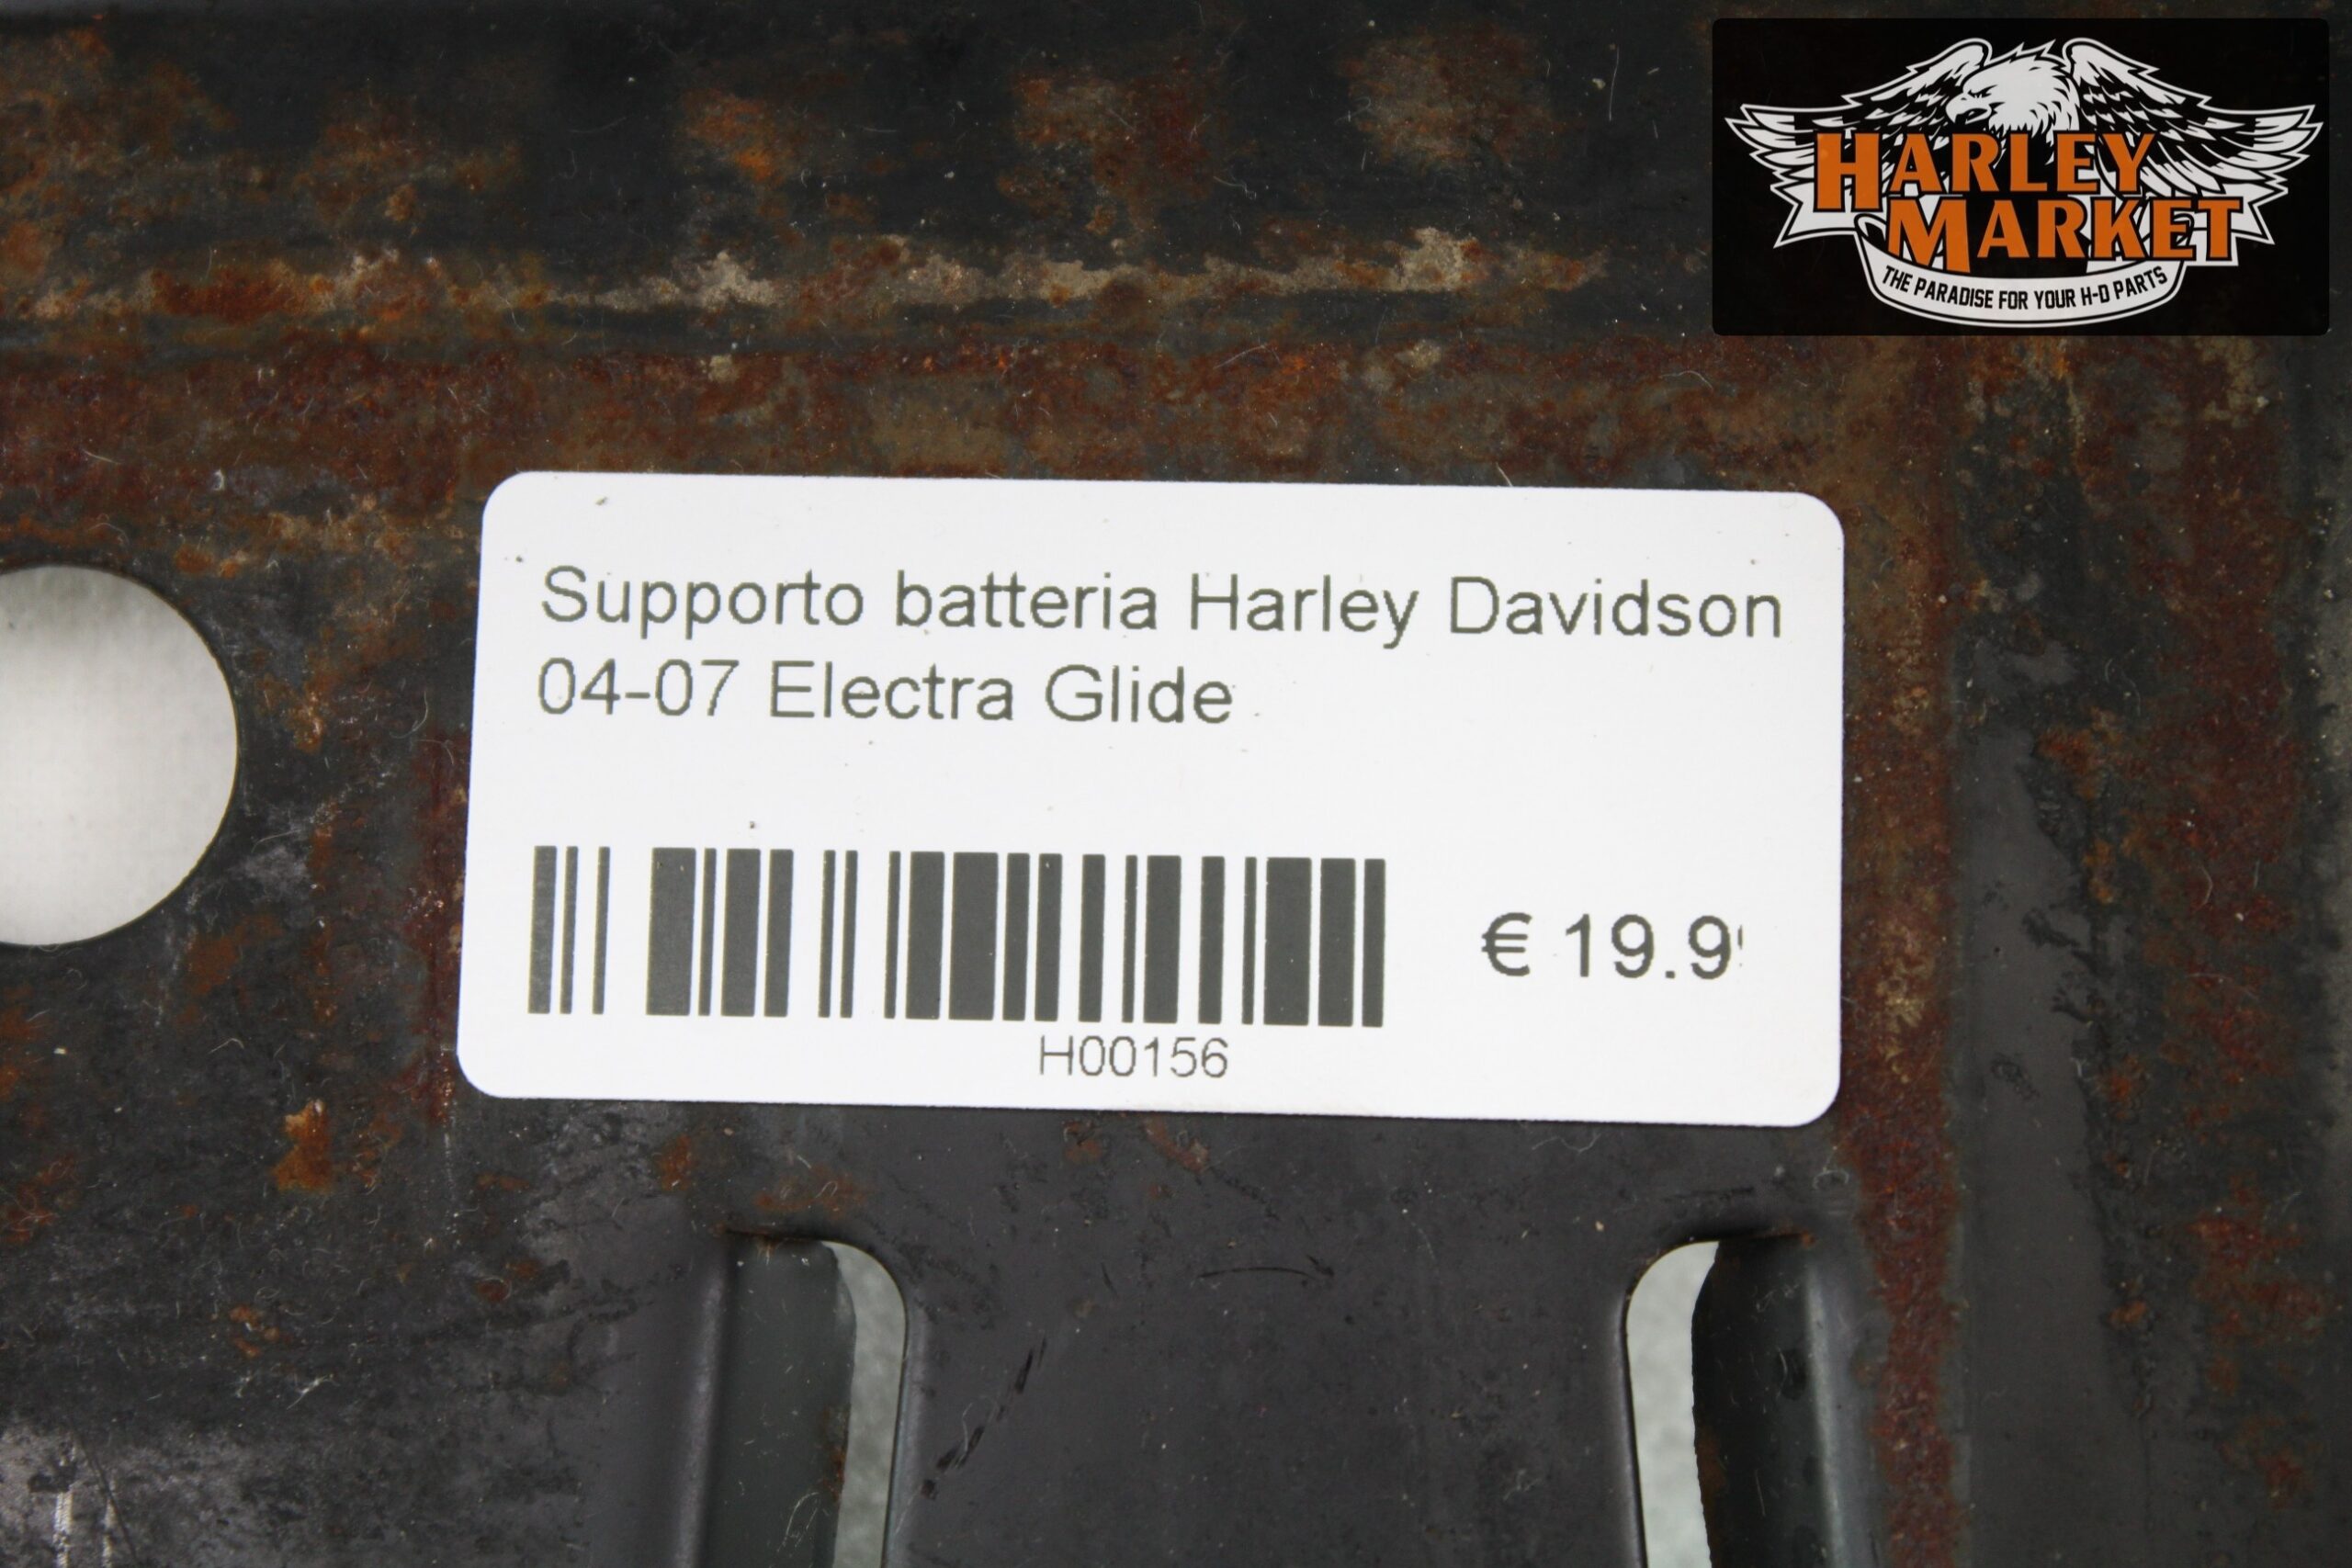 HARLEY
MARKET
THE PARADISE FOR YOUR H-D PARTS
Supporto batteria Harley Davidson
04-07 Electra Glide
€ 19.9
H00156